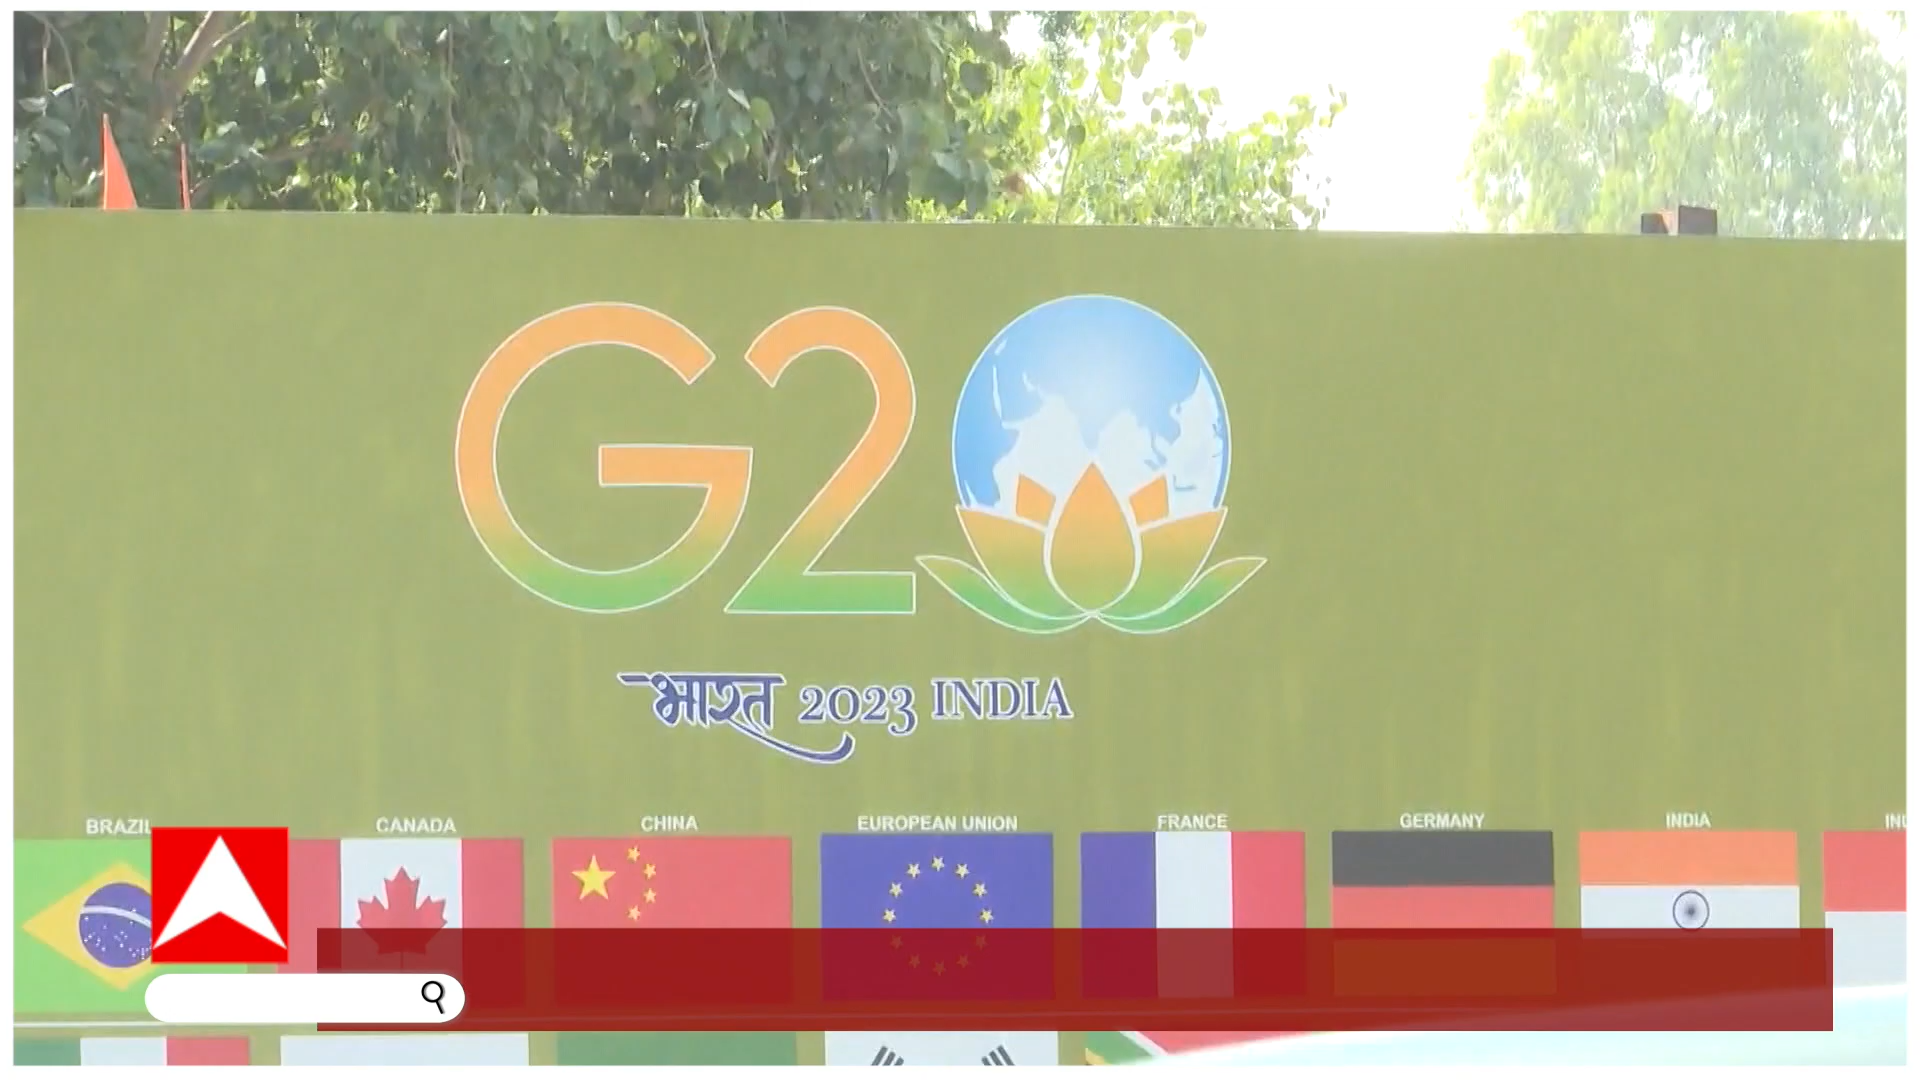 G20
भारत 2023 INDIA
BRAZIL
CANADA
CHINA
EUROPEAN UNION
FRANCE
GERMANY
INDIA